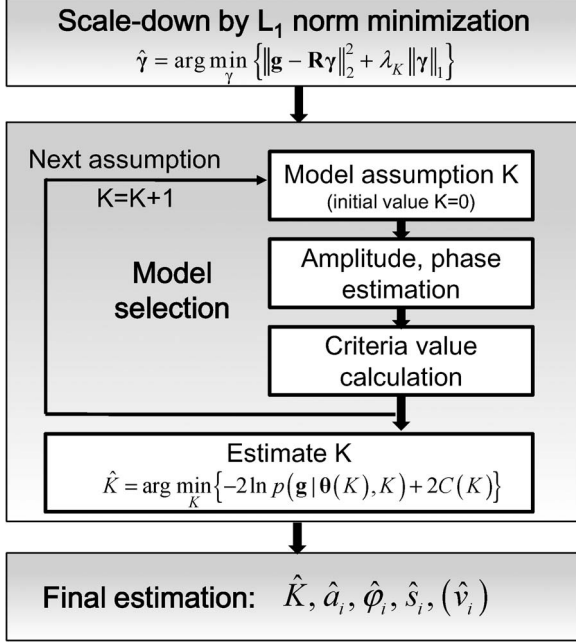 Scale-down by L₁ norm minimization
γ̂ = arg min_γ {‖g − Rγ‖₂² + λ_K ‖γ‖₁}
Next assumption
K=K+1
Model assumption K
(initial value K=0)
Amplitude, phase
estimation
Model
selection
Criteria value
calculation
Estimate K
K̂ = arg min_K {−2 ln p(g | θ(K), K) + 2C(K)}
Final estimation: K̂, âᵢ, φ̂ᵢ, ŝᵢ, (v̂ᵢ)